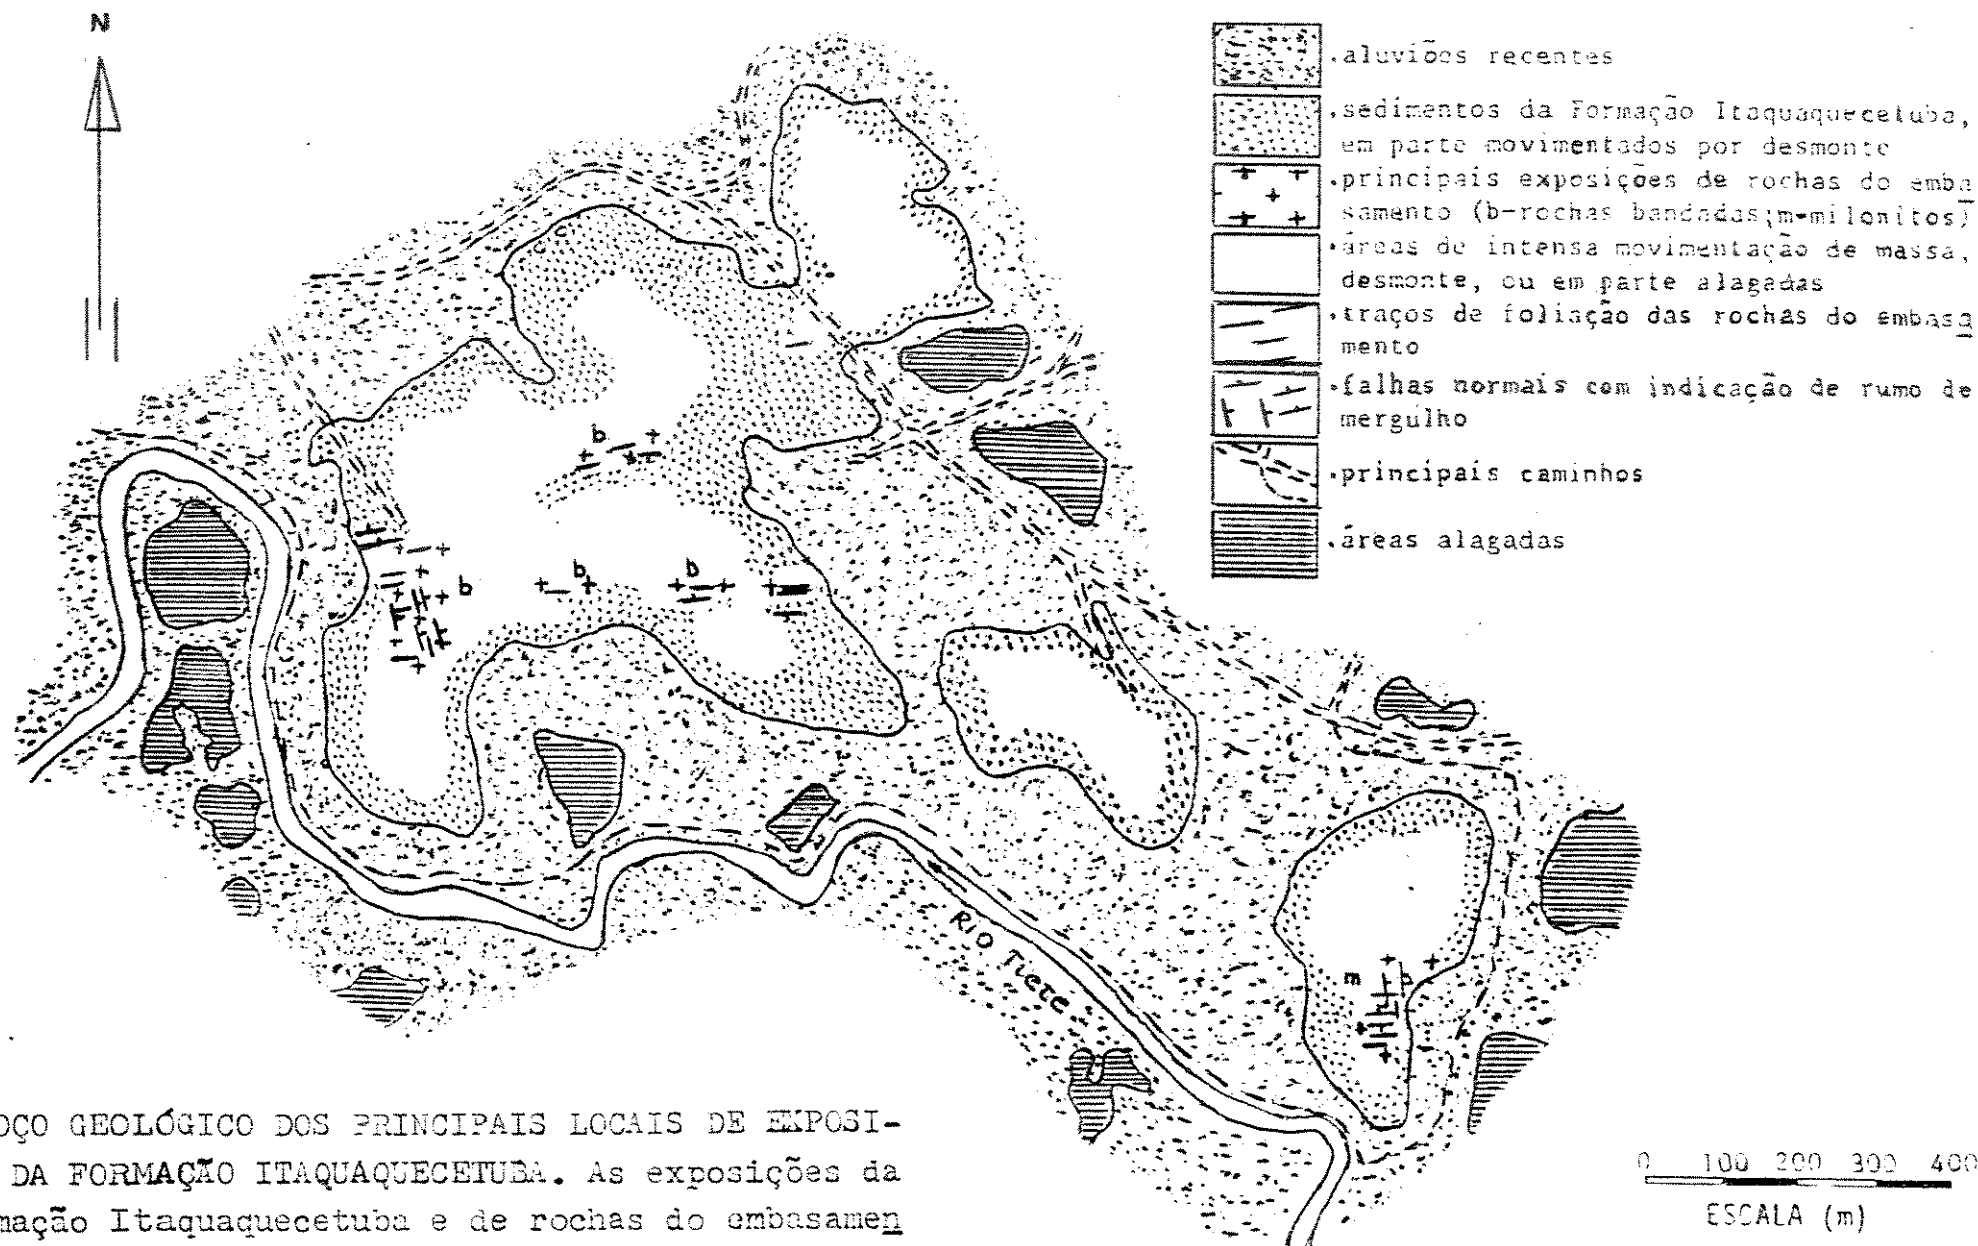 N
.aluviões recentes
.sedimentos da Formação Itaquaquecetuba,
em parte movimentados por desmonte
.principais exposições de rochas do emba
samento (b-rochas bandadas;m-milonitos)
.áreas de intensa movimentação de massa,
desmonte, ou em parte alagadas
.traços de foliação das rochas do embasa
mento
.falhas normais com indicação de rumo de
mergulho
.principais caminhos
.áreas alagadas
b
b
b
b
m
RIO TIETÊ
OÇO GEOLÓGICO DOS PRINCIPAIS LOCAIS DE EXPOSI-
DA FORMAÇÃO ITAQUAQUECETUBA. As exposições da
mação Itaquaquecetuba e de rochas do embasamen
0 100 200 300 400
ESCALA (m)